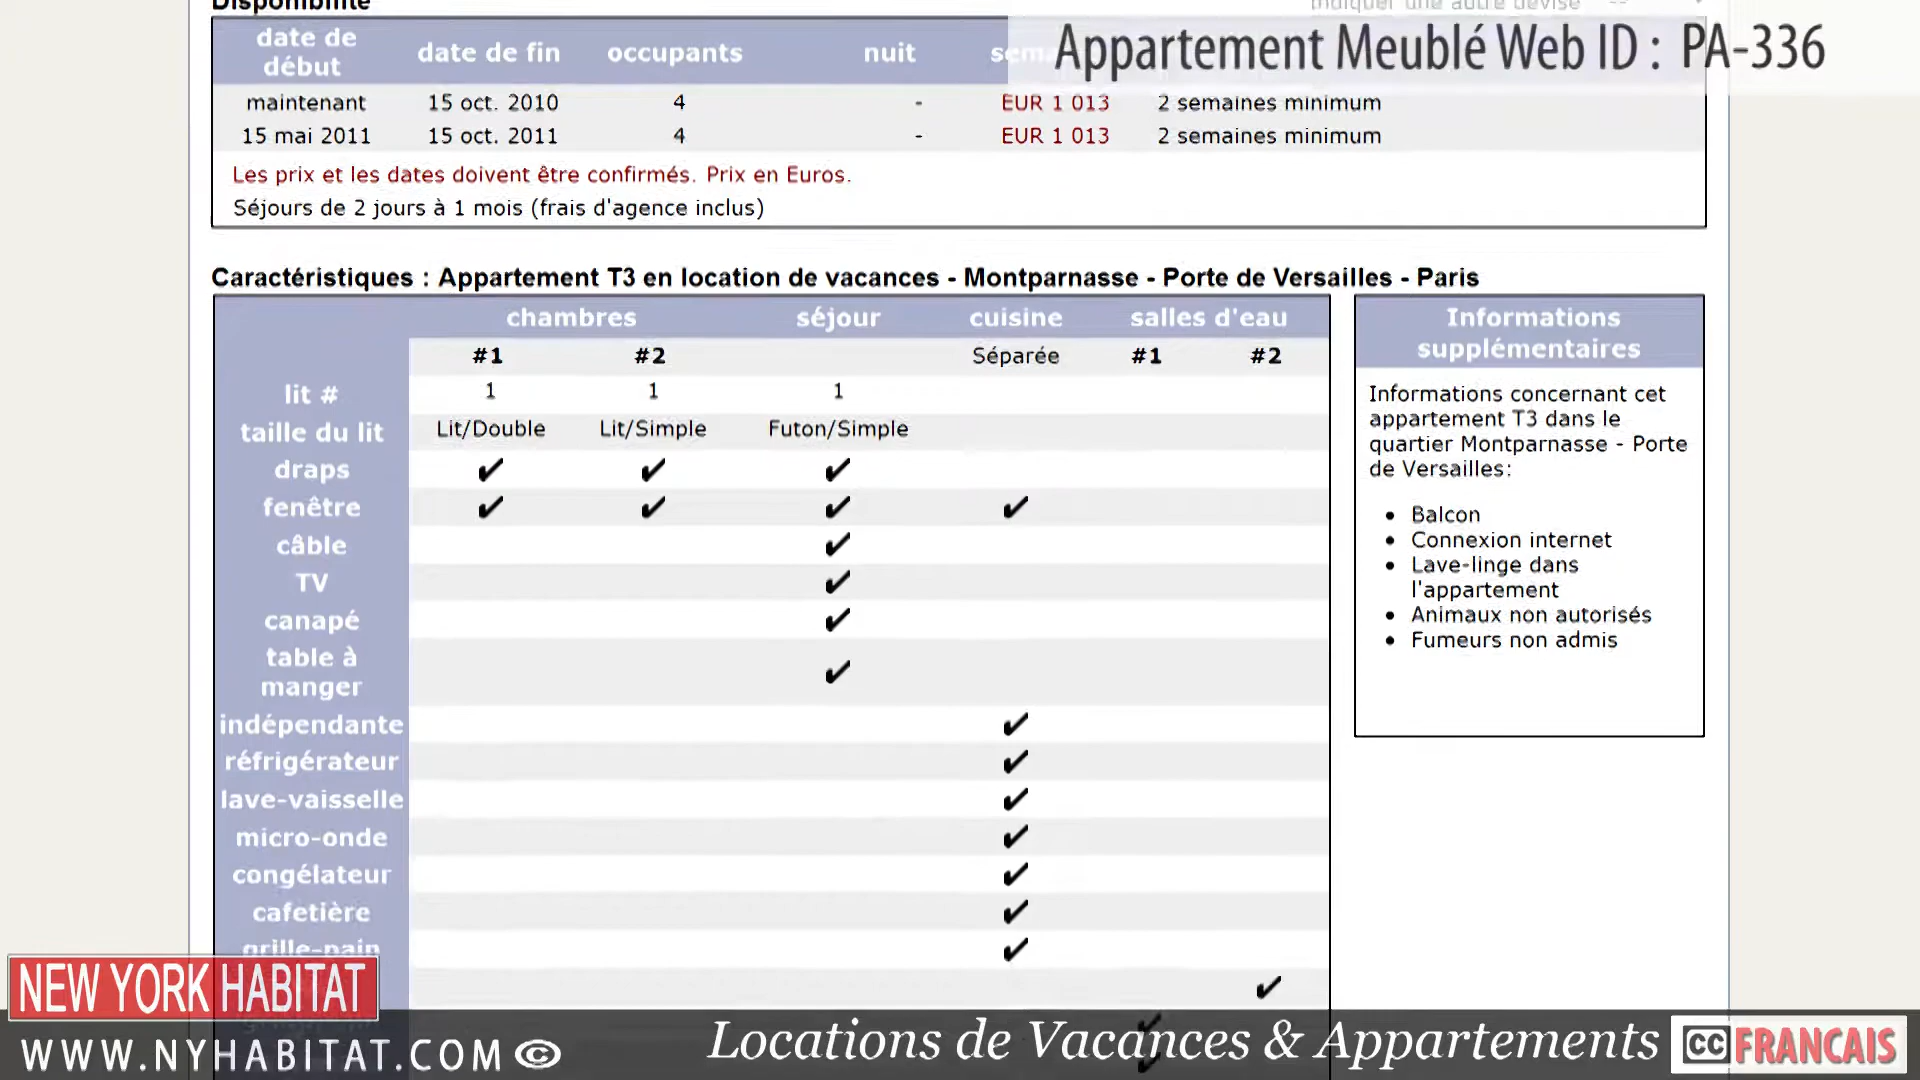 Disponibilité
Indiquer une autre devise --
Appartement Meublé Web ID : PA-336
date de début date de fin occupants nuit
maintenant 15 oct. 2010 4 - EUR 1 013 2 semaines minimum
15 mai 2011 15 oct. 2011 4 - EUR 1 013 2 semaines minimum
Les prix et les dates doivent être confirmés. Prix en Euros.
Séjours de 2 jours à 1 mois (frais d'agence inclus)
Caractéristiques : Appartement T3 en location de vacances - Montparnasse - Porte de Versailles - Paris
chambres séjour cuisine salles d'eau
#1 #2 Séparée #1 #2
lit # 1 1 1
taille du lit Lit/Double Lit/Simple Futon/Simple
draps ✔ ✔ ✔
fenêtre ✔ ✔ ✔ ✔
câble ✔
TV ✔
canapé ✔
table à manger ✔
indépendante ✔
réfrigérateur ✔
lave-vaisselle ✔
micro-onde ✔
congélateur ✔
cafetière ✔
grille-pain ✔
✔
Informations
supplémentaires
Informations concernant cet
appartement T3 dans le
quartier Montparnasse - Porte
de Versailles:
• Balcon
• Connexion internet
• Lave-linge dans
l'appartement
• Animaux non autorisés
• Fumeurs non admis
NEW YORK HABITAT
WWW.NYHABITAT.COM ©
Locations de Vacances & Appartements
CC FRANCAIS